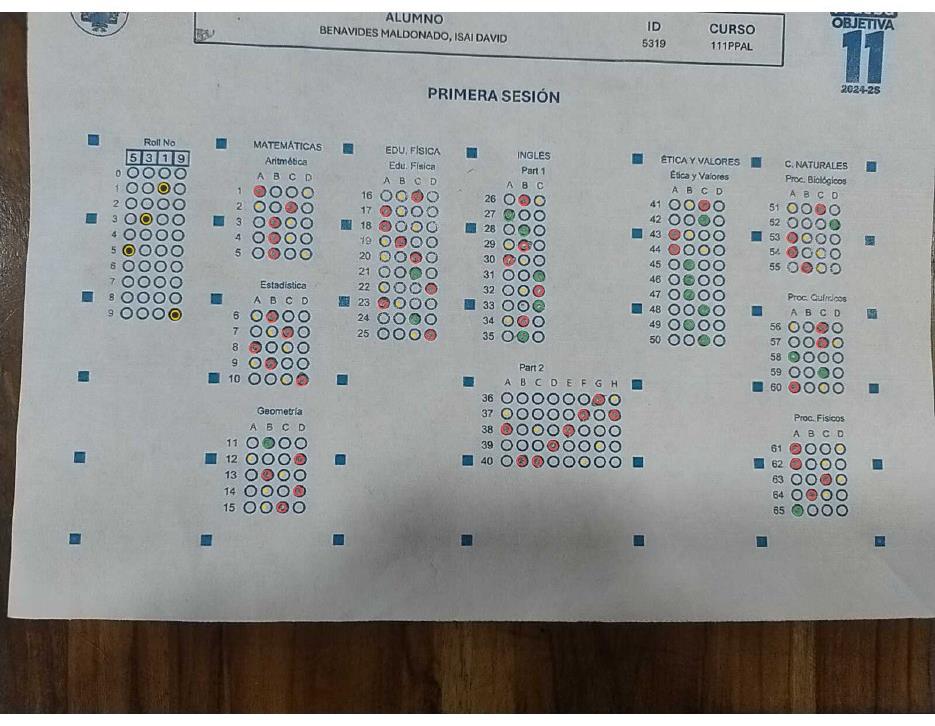 ALUMNO
BENAVIDES MALDONADO, ISAI DAVID
ID
5319
CURSO
111PPAL
OBJETIVA
11
2024-25
PRIMERA SESIÓN
Roll No
5 3 1 9
0
1
2
3
4
5
6
7
8
9
MATEMÁTICAS
Aritmética
A B C D
1
2
3
4
5
Estadística
A B C D
6
7
8
9
10
Geometría
A B C D
11
12
13
14
15
EDU. FÍSICA
Edu. Física
A B C D
16
17
18
19
20
21
22
23
24
25
INGLES
Part 1
A B C
26
27
28
29
30
31
32
33
34
35
Part 2
A B C D E F G H
36
37
38
39
40
ÉTICA Y VALORES
Ética y Valores
A B C D
41
42
43
44
45
46
47
48
49
50
C. NATURALES
Proc. Biológicos
A B C D
51
52
53
54
55
Proc. Químicos
A B C D
56
57
58
59
60
Proc. Físicos
A B C D
61
62
63
64
65